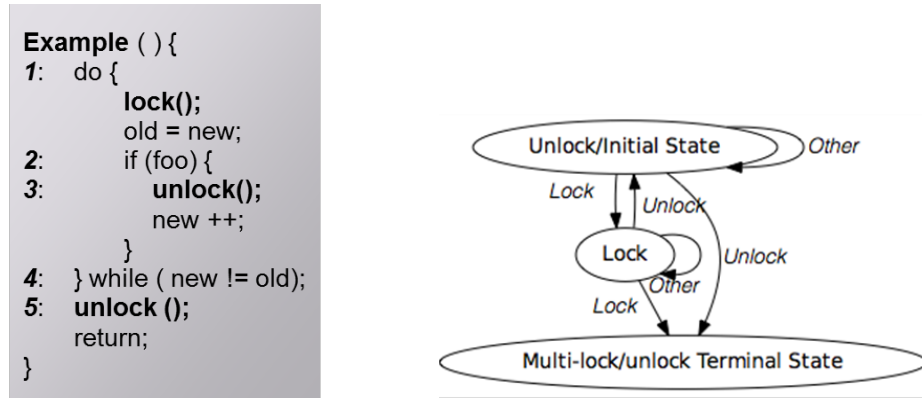 Example ( ) {
1: do {
lock();
old = new;
2: if (foo) {
3: unlock();
new ++;
}
4: } while ( new != old);
5: unlock ();
return;
}
Unlock/Initial State
Other
Lock
Unlock
Lock
Unlock
Other
Lock
Multi-lock/unlock Terminal State